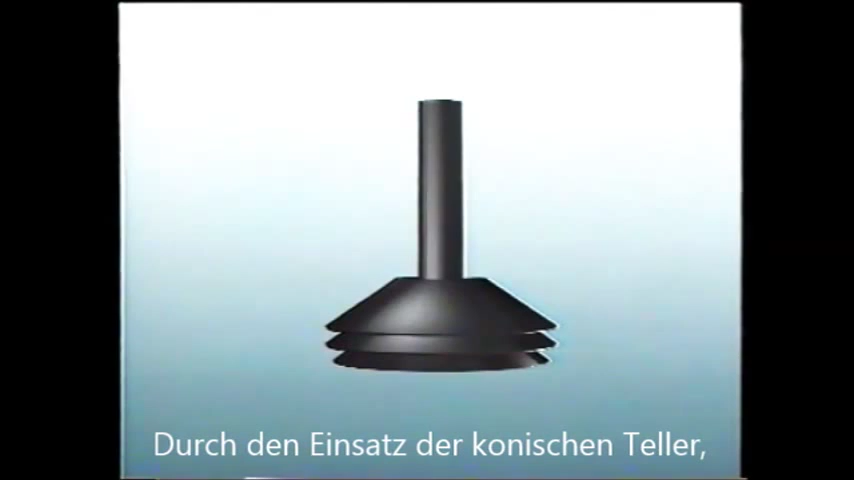 Durch den Einsatz der konischen Teller,